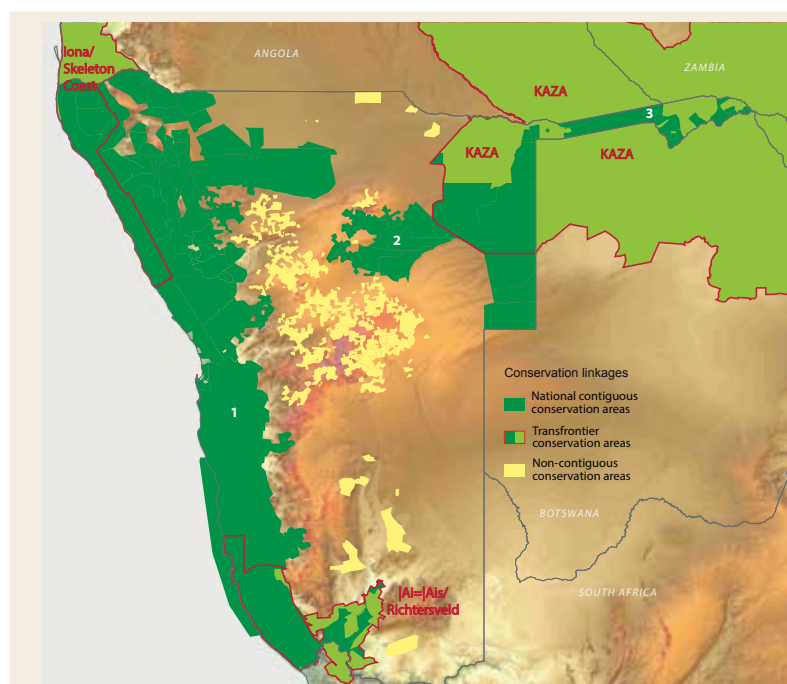 Iona/
Skeleton
Coast
ANGOLA
ZAMBIA
KAZA
3
KAZA
KAZA
2
Conservation linkages
National contiguous
conservation areas
1
Transfrontier
conservation areas
Non-contiguous
conservation areas
BOTSWANA
|Ai=|Ais/
Richtersveld
SOUTH AFRICA